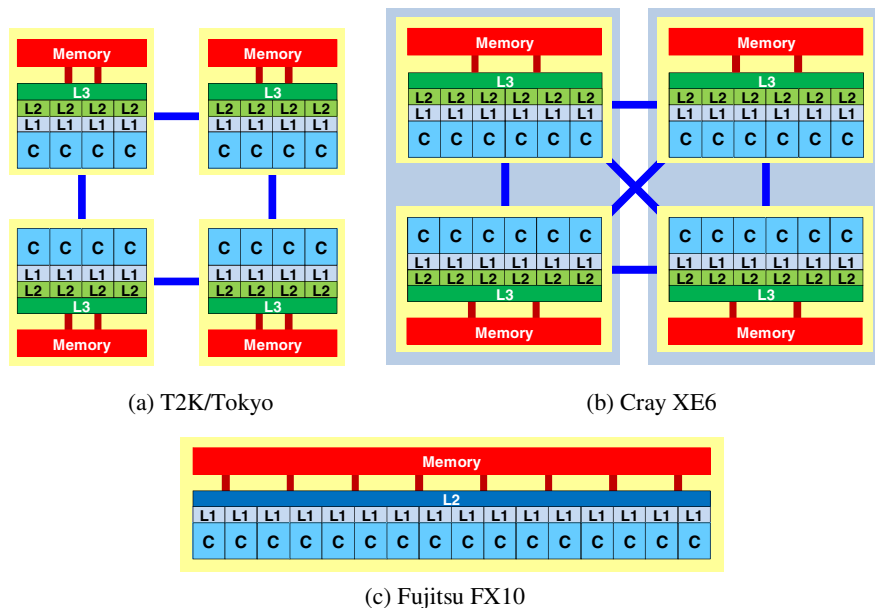 Memory
L3
L2 L2 L2 L2
L1 L1 L1 L1
C C C C
Memory
L3
L2 L2 L2 L2
L1 L1 L1 L1
C C C C
C C C C
L1 L1 L1 L1
L2 L2 L2 L2
L3
Memory
C C C C
L1 L1 L1 L1
L2 L2 L2 L2
L3
Memory
(a) T2K/Tokyo
Memory
L3
L2 L2 L2 L2 L2 L2
L1 L1 L1 L1 L1 L1
C C C C C C
Memory
L3
L2 L2 L2 L2 L2 L2
L1 L1 L1 L1 L1 L1
C C C C C C
C C C C C C
L1 L1 L1 L1 L1 L1
L2 L2 L2 L2 L2 L2
L3
Memory
C C C C C C
L1 L1 L1 L1 L1 L1
L2 L2 L2 L2 L2 L2
L3
Memory
(b) Cray XE6
Memory
L2
L1 L1 L1 L1 L1 L1 L1 L1 L1 L1 L1 L1 L1 L1 L1 L1
C C C C C C C C C C C C C C C C
(c) Fujitsu FX10